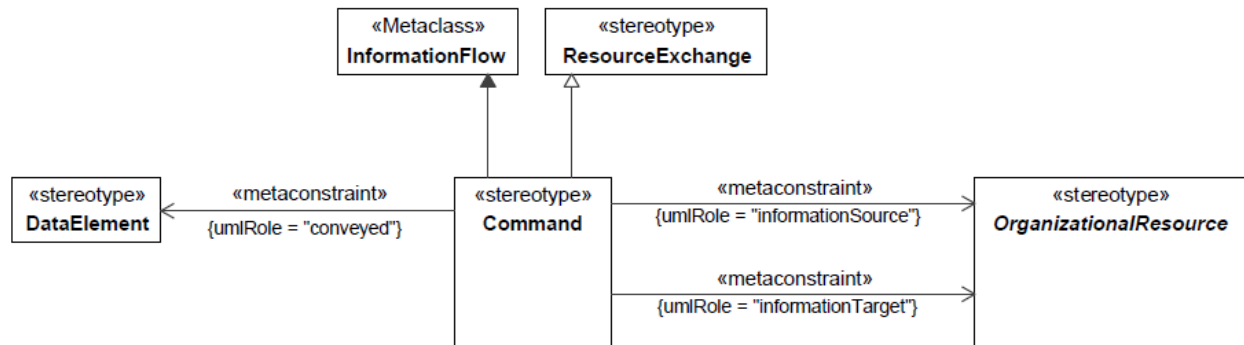 «Metaclass»
InformationFlow
«stereotype»
ResourceExchange
«stereotype»
DataElement
«metaconstraint»
{umlRole = "conveyed"}
«stereotype»
Command
«metaconstraint»
{umlRole = "informationSource"}
«metaconstraint»
{umlRole = "informationTarget"}
«stereotype»
OrganizationalResource